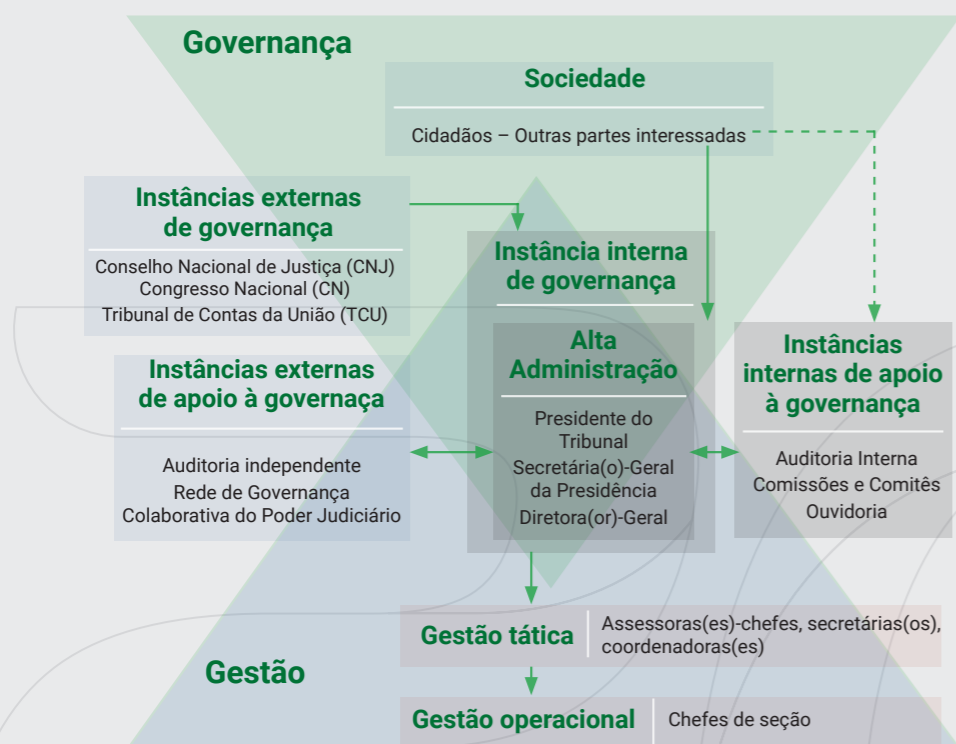 Governança
Sociedade
Cidadãos – Outras partes interessadas
Instâncias externas
de governança
Conselho Nacional de Justiça (CNJ)
Congresso Nacional (CN)
Tribunal de Contas da União (TCU)
Instância interna
de governança
Instâncias externas
de apoio à governaça
Auditoria independente
Rede de Governança
Colaborativa do Poder Judiciário
Alta
Administração
Presidente do
Tribunal
Secretária(o)-Geral
da Presidência
Diretora(or)-Geral
Instâncias
internas de apoio
à governança
Auditoria Interna
Comissões e Comitês
Ouvidoria
Gestão
Gestão tática
Assessoras(es)-chefes, secretárias(os),
coordenadoras(es)
Gestão operacional
Chefes de seção